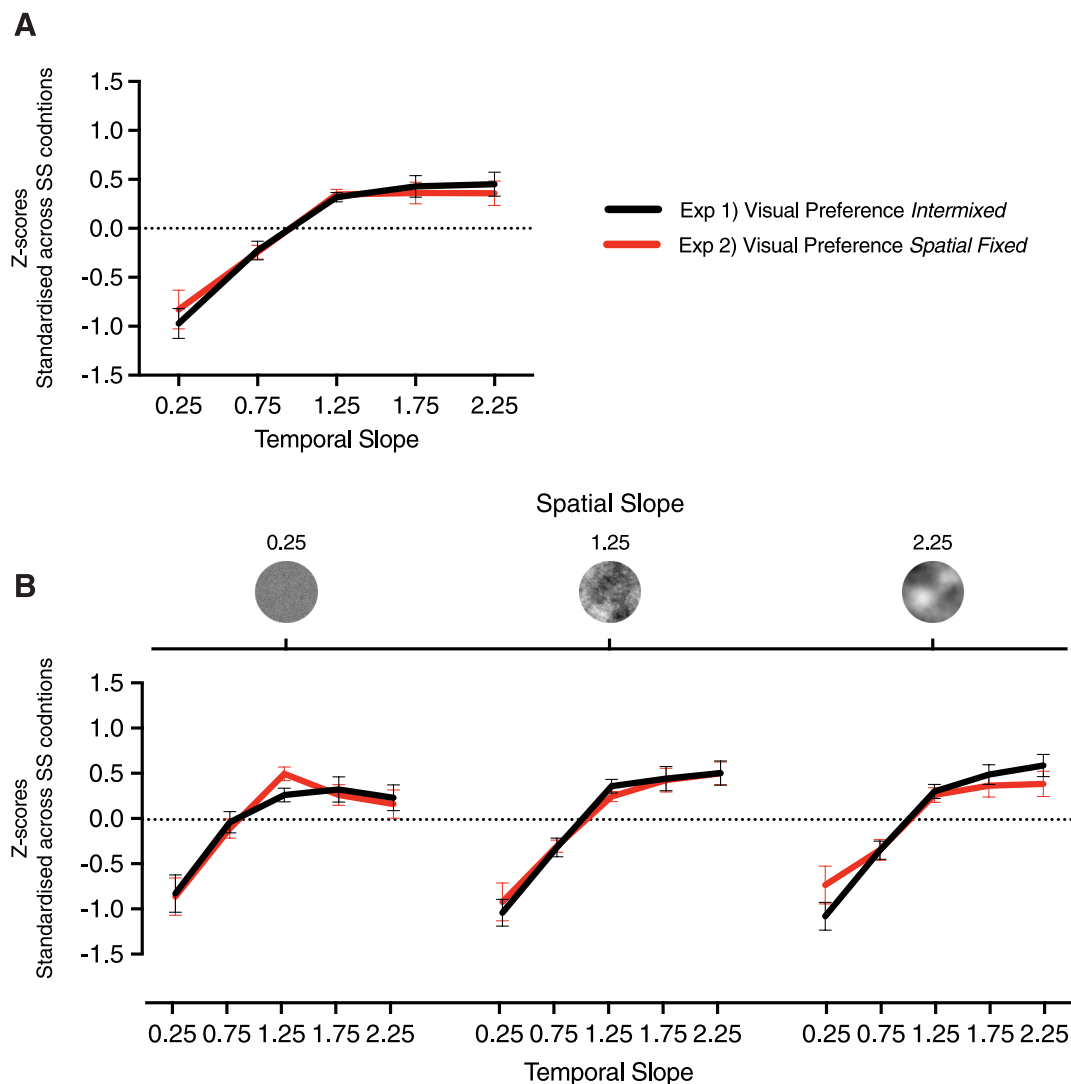 A
Z-scores
Standardised across SS codntions
1.5
1.0
0.5
0.0
-0.5
-1.0
-1.5
0.25 0.75 1.25 1.75 2.25
Temporal Slope
Exp 1) Visual Preference Intermixed
Exp 2) Visual Preference Spatial Fixed
Spatial Slope
0.25 1.25 2.25
B
Z-scores
Standardised across SS codntions
1.5
1.0
0.5
0.0
-0.5
-1.0
-1.5
0.25 0.75 1.25 1.75 2.25 0.25 0.75 1.25 1.75 2.25 0.25 0.75 1.25 1.75 2.25
Temporal Slope